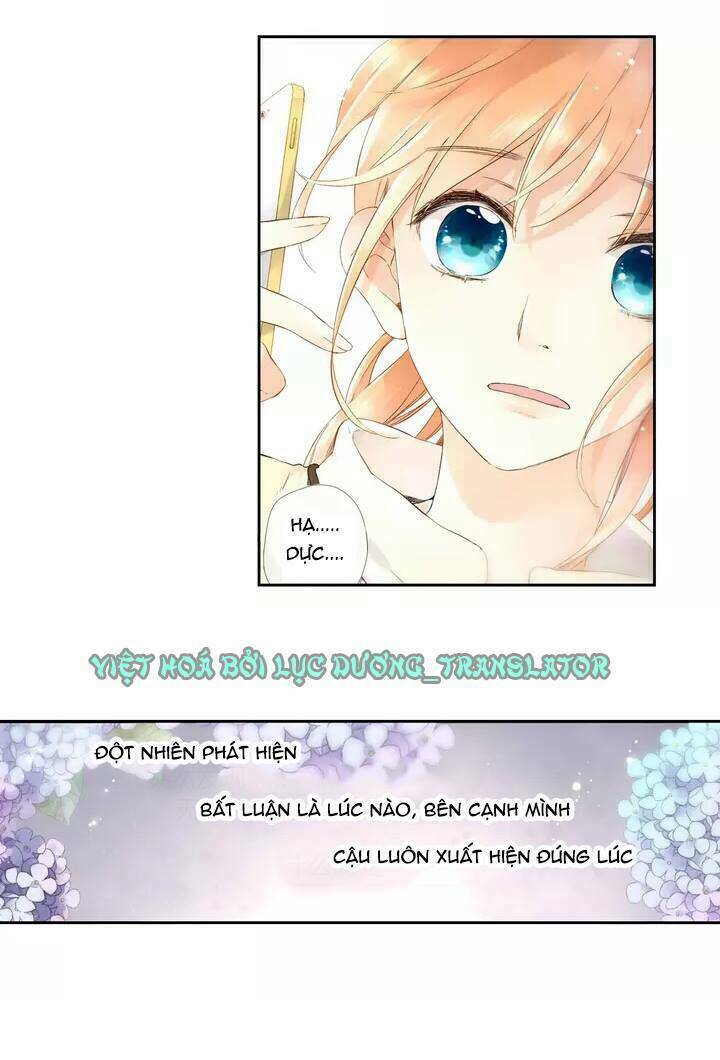 HẠ.....
DỰC....
VIỆT HOÁ BỞI LỤC DƯƠNG_TRANSLATOR
ĐỘT NHIÊN PHÁT HIỆN
BẤT LUẬN LÀ LÚC NÀO, BÊN CẠNH MÌNH
CẬU LUÔN XUẤT HIỆN ĐÚNG LÚC